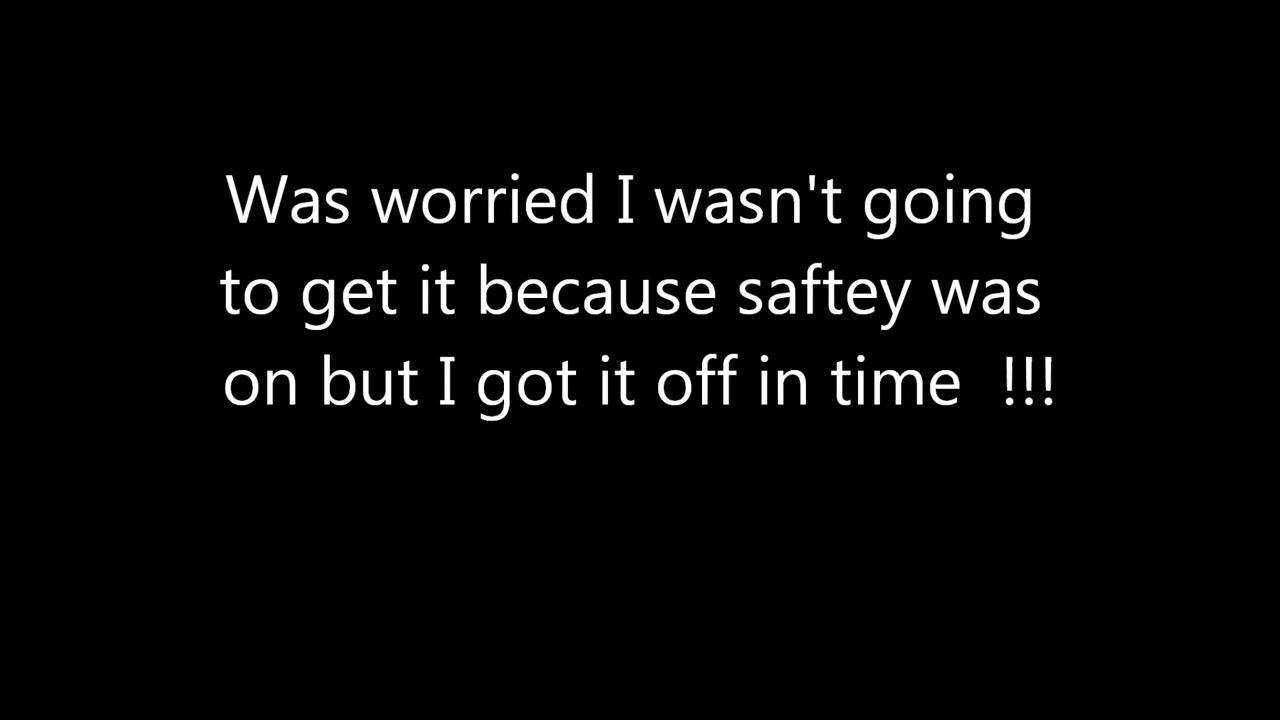 Was worried I wasn't going
to get it because saftey was
on but I got it off in time  !!!